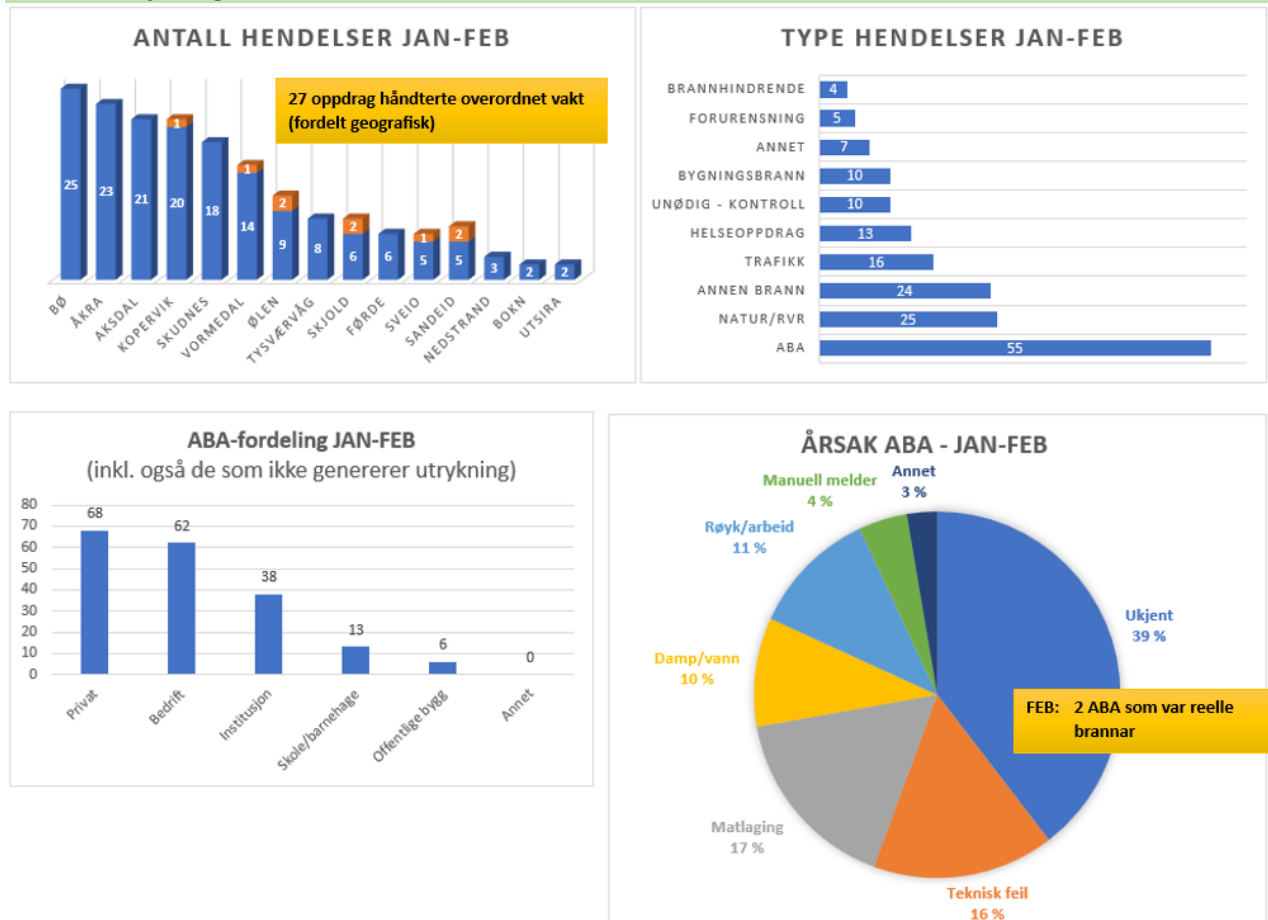 ANTALL HENDELSER JAN-FEB
27 oppdrag håndterte overordnet vakt
(fordelt geografisk)
25
23
21
20
1
18
14
1
9
2
8
6
2
6
5
1
5
2
3
2
2
BØ
ÅKRA
AKSDAL
KOPERVIK
SKUDNES
VORMEDAL
ØLEN
TYSVÆRVÅG
SKJOLD
FØRDE
SVEIO
SANDEID
NEDSTRAND
BOKN
UTSIRA
TYPE HENDELSER JAN-FEB
BRANNHINDRENDE 4
FORURENSNING 5
ANNET 7
BYGNINGSBRANN 10
UNØDIG - KONTROLL 10
HELSEOPPDRAG 13
TRAFIKK 16
ANNEN BRANN 24
NATUR/RVR 25
ABA 55
ABA-fordeling JAN-FEB
(inkl. også de som ikke genererer utrykning)
80
70
60
50
40
30
20
10
0
68
62
38
13
6
0
Privat
Bedrift
Institusjon
Skole/barnehage
Offentlige bygg
Annet
ÅRSAK ABA - JAN-FEB
Annet
3 %
Manuell melder
4 %
Røyk/arbeid
11 %
Ukjent
39 %
Damp/vann
10 %
FEB: 2 ABA som var reelle
brannar
Matlaging
17 %
Teknisk feil
16 %